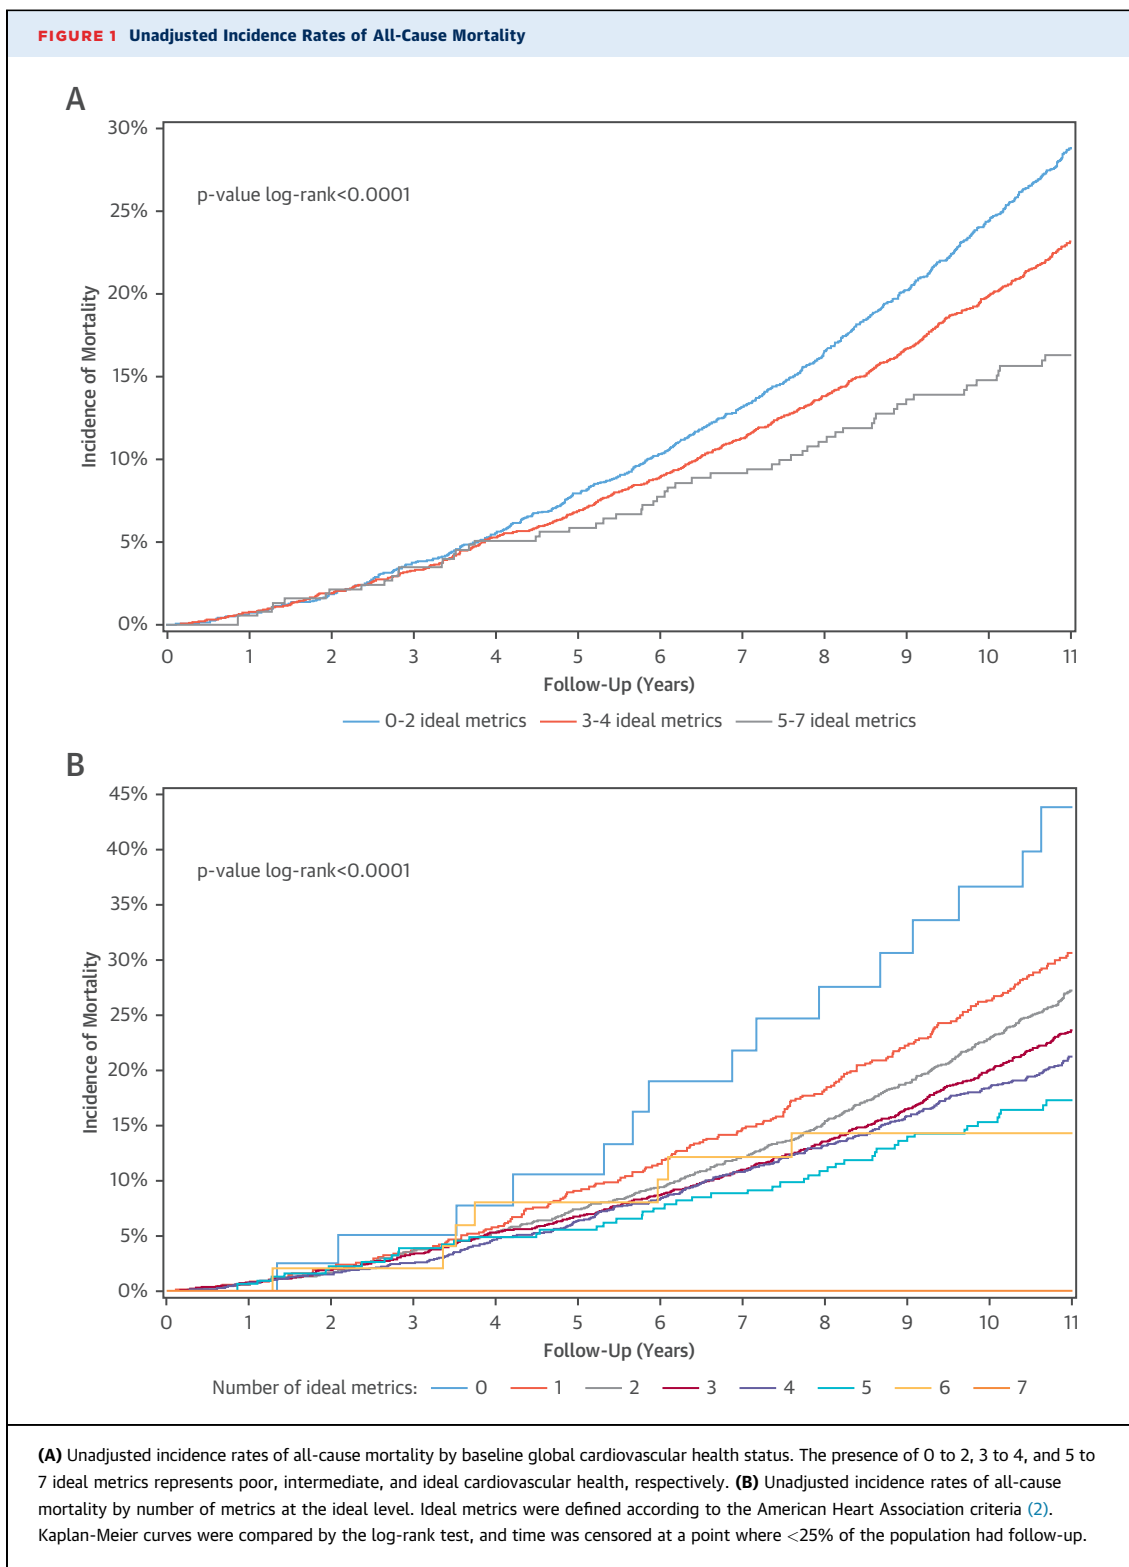 FIGURE 1 Unadjusted Incidence Rates of All-Cause Mortality
A
30%
25%
20%
15%
10%
5%
0%
Incidence of Mortality
p-value log-rank<0.0001
0 1 2 3 4 5 6 7 8 9 10 11
Follow-Up (Years)
0-2 ideal metrics 3-4 ideal metrics 5-7 ideal metrics
B
45%
40%
35%
30%
25%
20%
15%
10%
5%
0%
Incidence of Mortality
p-value log-rank<0.0001
0 1 2 3 4 5 6 7 8 9 10 11
Follow-Up (Years)
Number of ideal metrics: 0 1 2 3 4 5 6 7
(A) Unadjusted incidence rates of all-cause mortality by baseline global cardiovascular health status. The presence of 0 to 2, 3 to 4, and 5 to
7 ideal metrics represents poor, intermediate, and ideal cardiovascular health, respectively. (B) Unadjusted incidence rates of all-cause
mortality by number of metrics at the ideal level. Ideal metrics were defined according to the American Heart Association criteria (2).
Kaplan-Meier curves were compared by the log-rank test, and time was censored at a point where <25% of the population had follow-up.